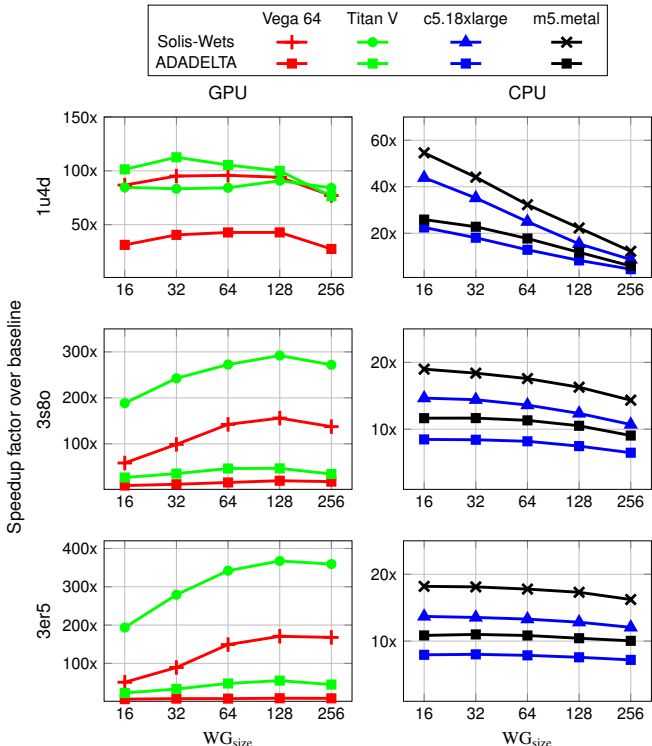 Vega 64 Titan V c5.18xlarge m5.metal
Solis-Wets
ADADELTA
GPU CPU
Speedup factor over baseline
1u4d
150x
100x
50x
16 32 64 128 256
60x
40x
20x
16 32 64 128 256
3s8o
300x
200x
100x
16 32 64 128 256
20x
10x
16 32 64 128 256
3er5
400x
300x
200x
100x
16 32 64 128 256
WGsize
20x
10x
16 32 64 128 256
WGsize